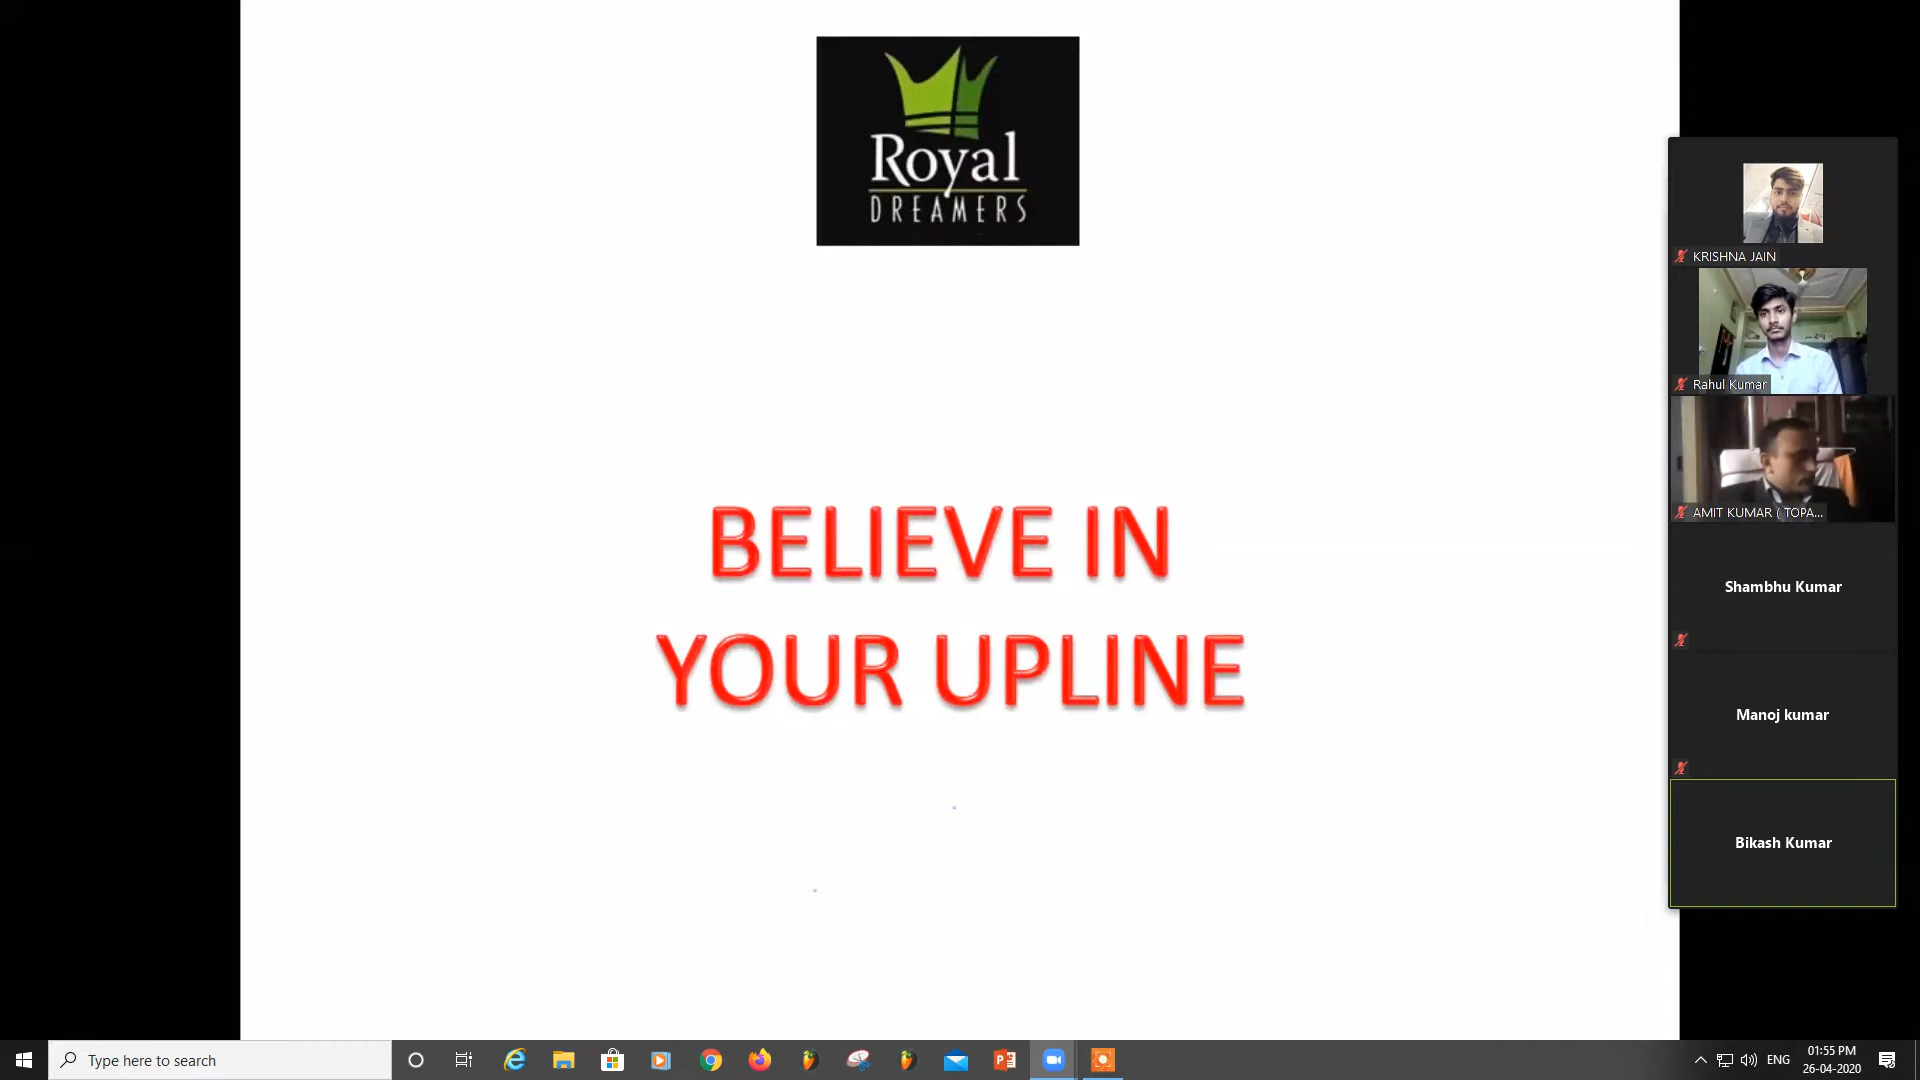 Royal
DREAMERS
BELIEVE IN
YOUR UPLINE
KRISHNA JAIN
Rahul Kumar
AMIT KUMAR ( TOPA...
Shambhu Kumar
Manoj kumar
Bikash Kumar
Type here to search
ENG
01:55 PM
26-04-2020